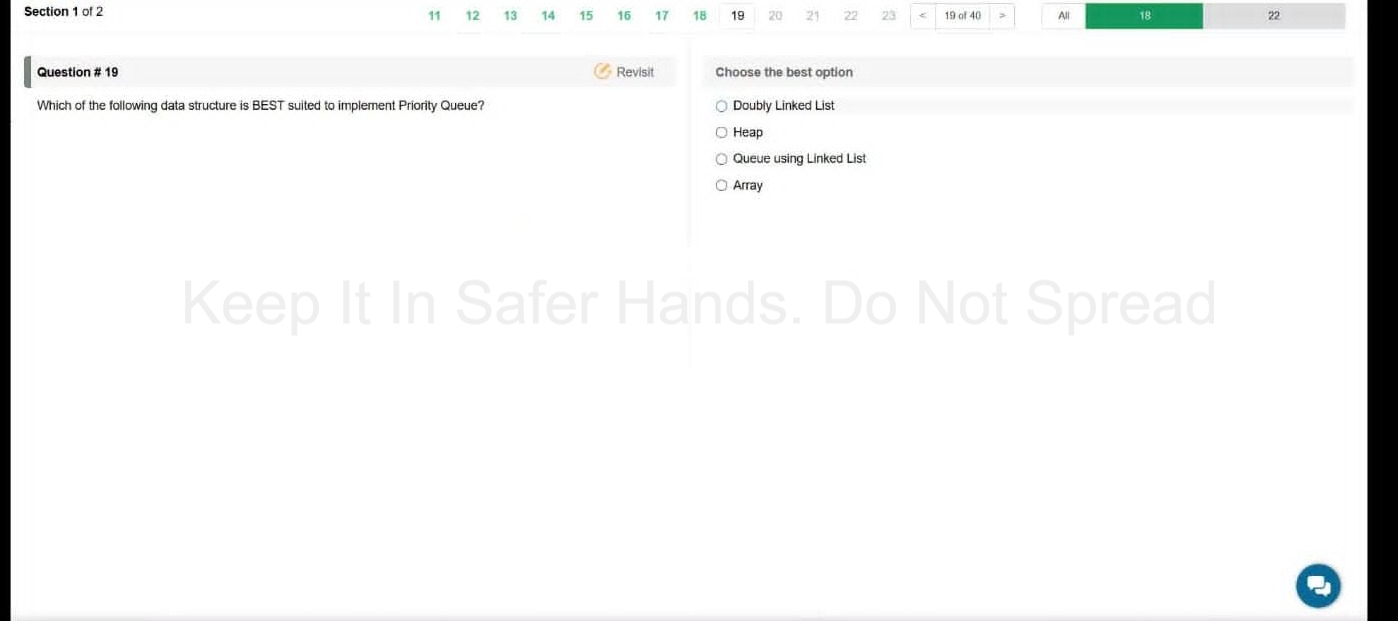 Section 1 of 2
11 12 13 14 15 16 17 18 19 20 21 22 23 < 19 of 40 > All 18 22
Question # 19
Revisit
Which of the following data structure is BEST suited to implement Priority Queue?
Choose the best option
Doubly Linked List
Heap
Queue using Linked List
Array
Keep It In Safer Hands. Do Not Spread